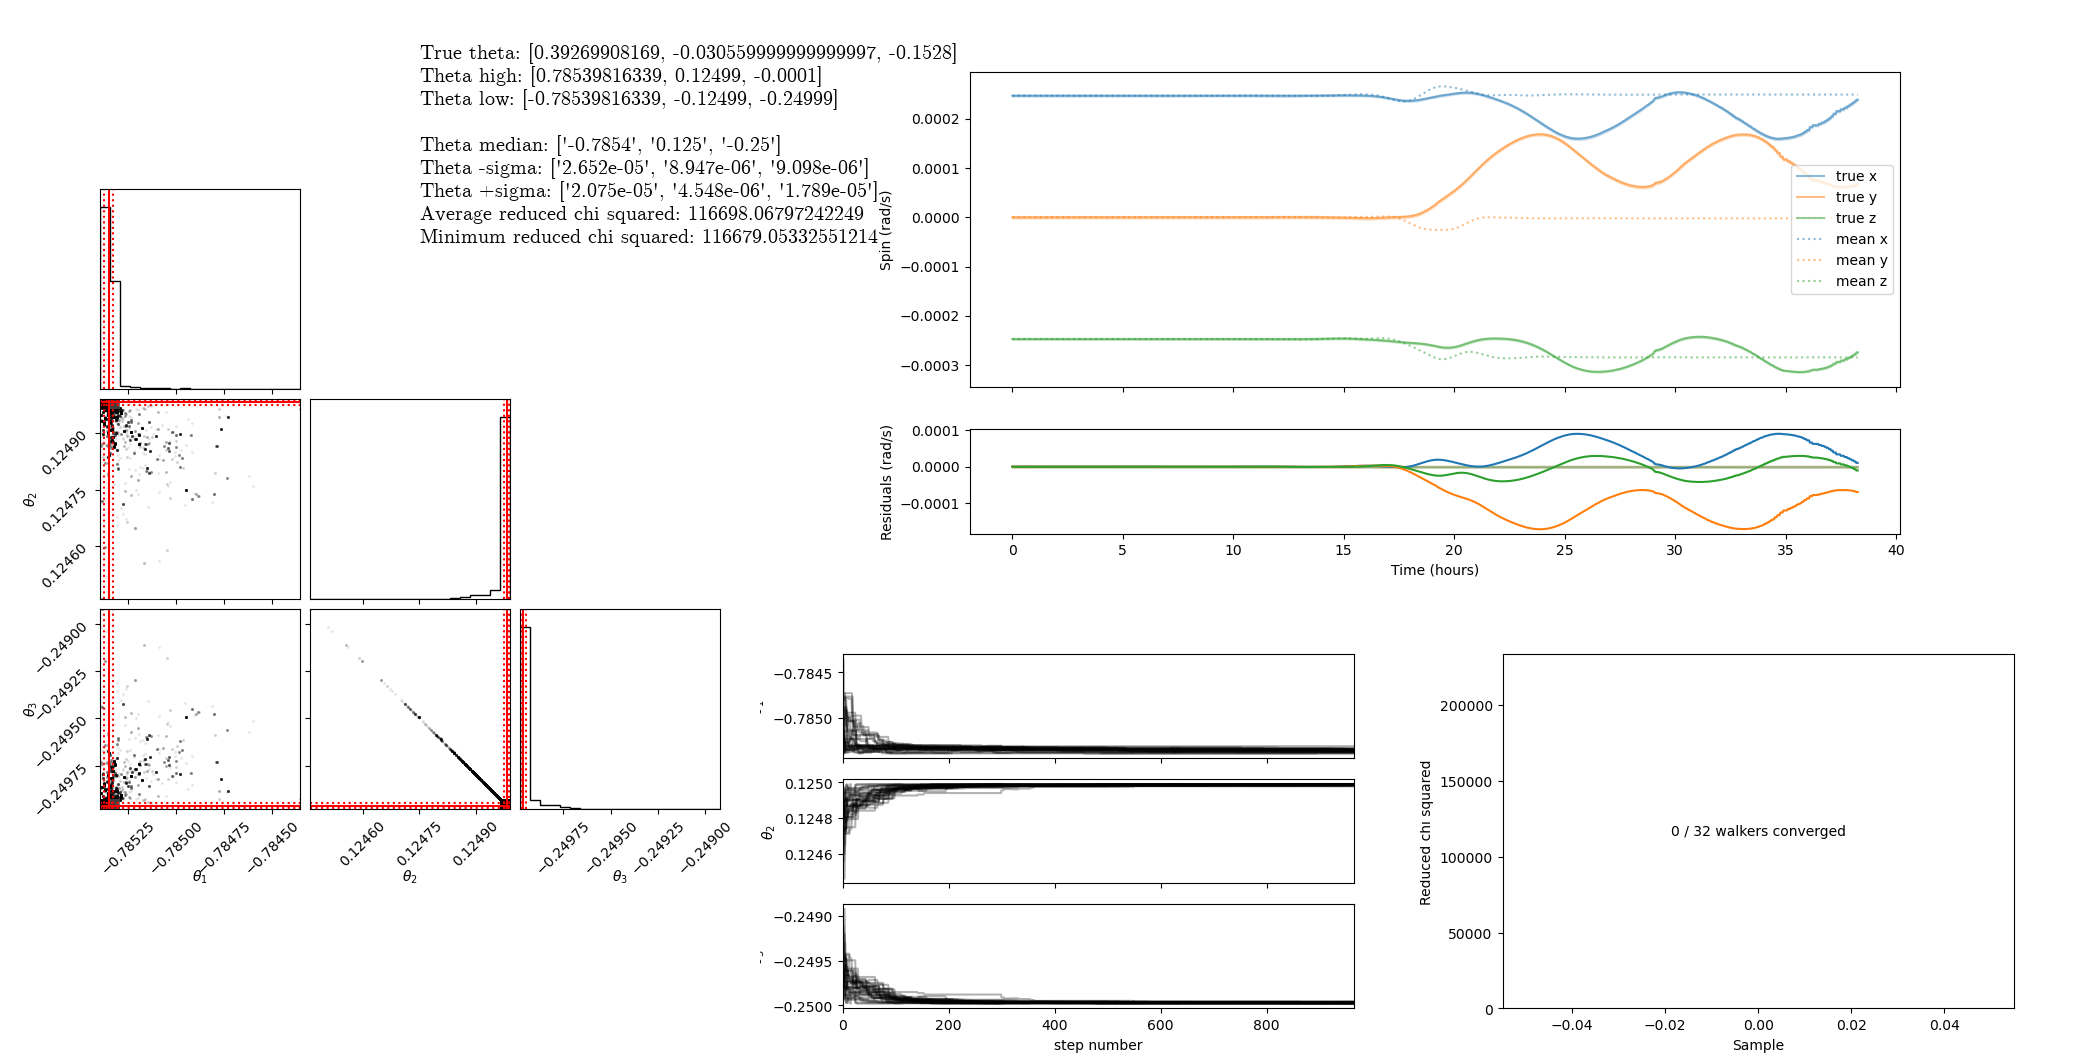 True theta: [0.39269908169, -0.030559999999999997, -0.1528]
Theta high: [0.78539816339, 0.12499, -0.0001]
Theta low: [-0.78539816339, -0.12499, -0.24999]
Theta median: ['-0.7854', '0.125', '-0.25']
Theta -sigma: ['2.652e-05', '8.947e-06', '9.098e-06']
Theta +sigma: ['2.075e-05', '4.548e-06', '1.789e-05']
Average reduced chi squared: 116698.06797242249
Minimum reduced chi squared: 116679.05332551214
0.0002
0.0001
0.0000
−0.0001
−0.0002
−0.0003
Spin (rad/s)
true x
true y
true z
mean x
mean y
mean z
0.0001
0.0000
−0.0001
Residuals (rad/s)
0 5 10 15 20 25 30 35 40
Time (hours)
0.12490
0.12475
0.12460
θ2
−0.24900
−0.24925
−0.24950
−0.24975
θ3
−0.78525 −0.78500 −0.78475 −0.78450
θ1
0.12460 0.12475 0.12490
θ2
−0.24975 −0.24950 −0.24925 −0.24900
θ3
−0.7845
−0.7850
0.1250
0.1248
0.1246
θ2
−0.2490
−0.2495
−0.2500
0 200 400 600 800
step number
200000
150000
100000
50000
0
Reduced chi squared
0 / 32 walkers converged
−0.04 −0.02 0.00 0.02 0.04
Sample